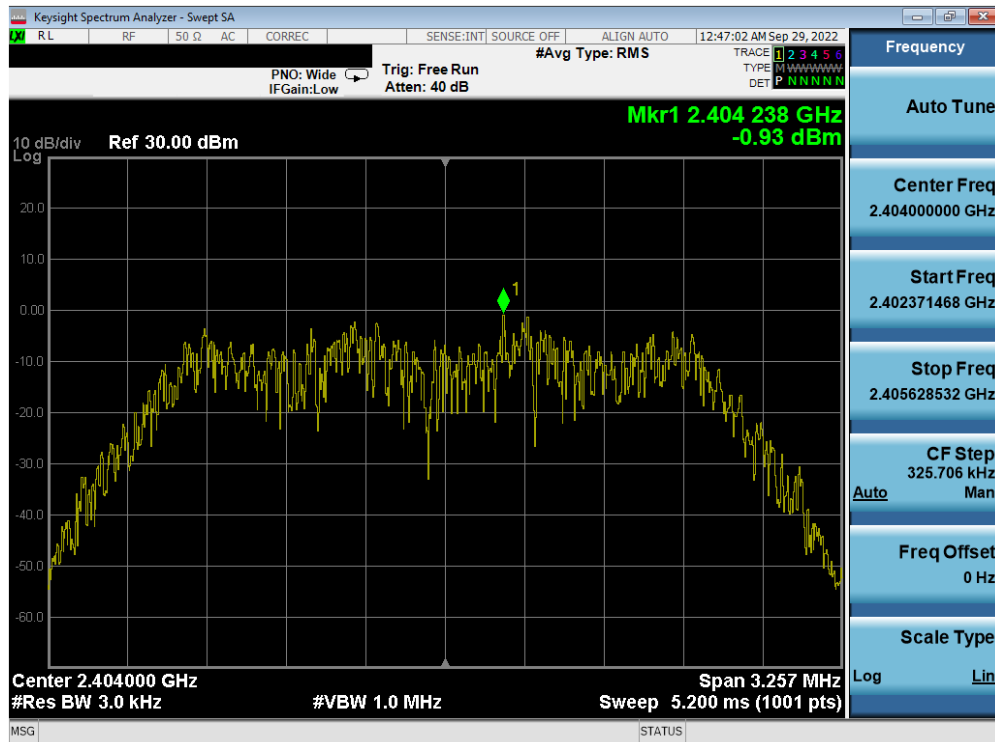 Keysight Spectrum Analyzer - Swept SA
LXI RL RF 50 Ω AC CORREC SENSE:INT SOURCE OFF ALIGN AUTO 12:47:02 AM Sep 29, 2022
#Avg Type: RMS
TRACE 1 2 3 4 5 6
TYPE M W W W W W
DET P N N N N N
PNO: Wide
IFGain:Low
Trig: Free Run
Atten: 40 dB
Mkr1 2.404 238 GHz
-0.93 dBm
10 dB/div
Log
Ref 30.00 dBm
1
20.0
10.0
0.00
-10.0
-20.0
-30.0
-40.0
-50.0
-60.0
Center 2.404000 GHz
Span 3.257 MHz
#Res BW 3.0 kHz
#VBW 1.0 MHz
Sweep 5.200 ms (1001 pts)
MSG
STATUS
Frequency
Auto Tune
Center Freq
2.404000000 GHz
Start Freq
2.402371468 GHz
Stop Freq
2.405628532 GHz
CF Step
325.706 kHz
Auto Man
Freq Offset
0 Hz
Scale Type
Log Lin